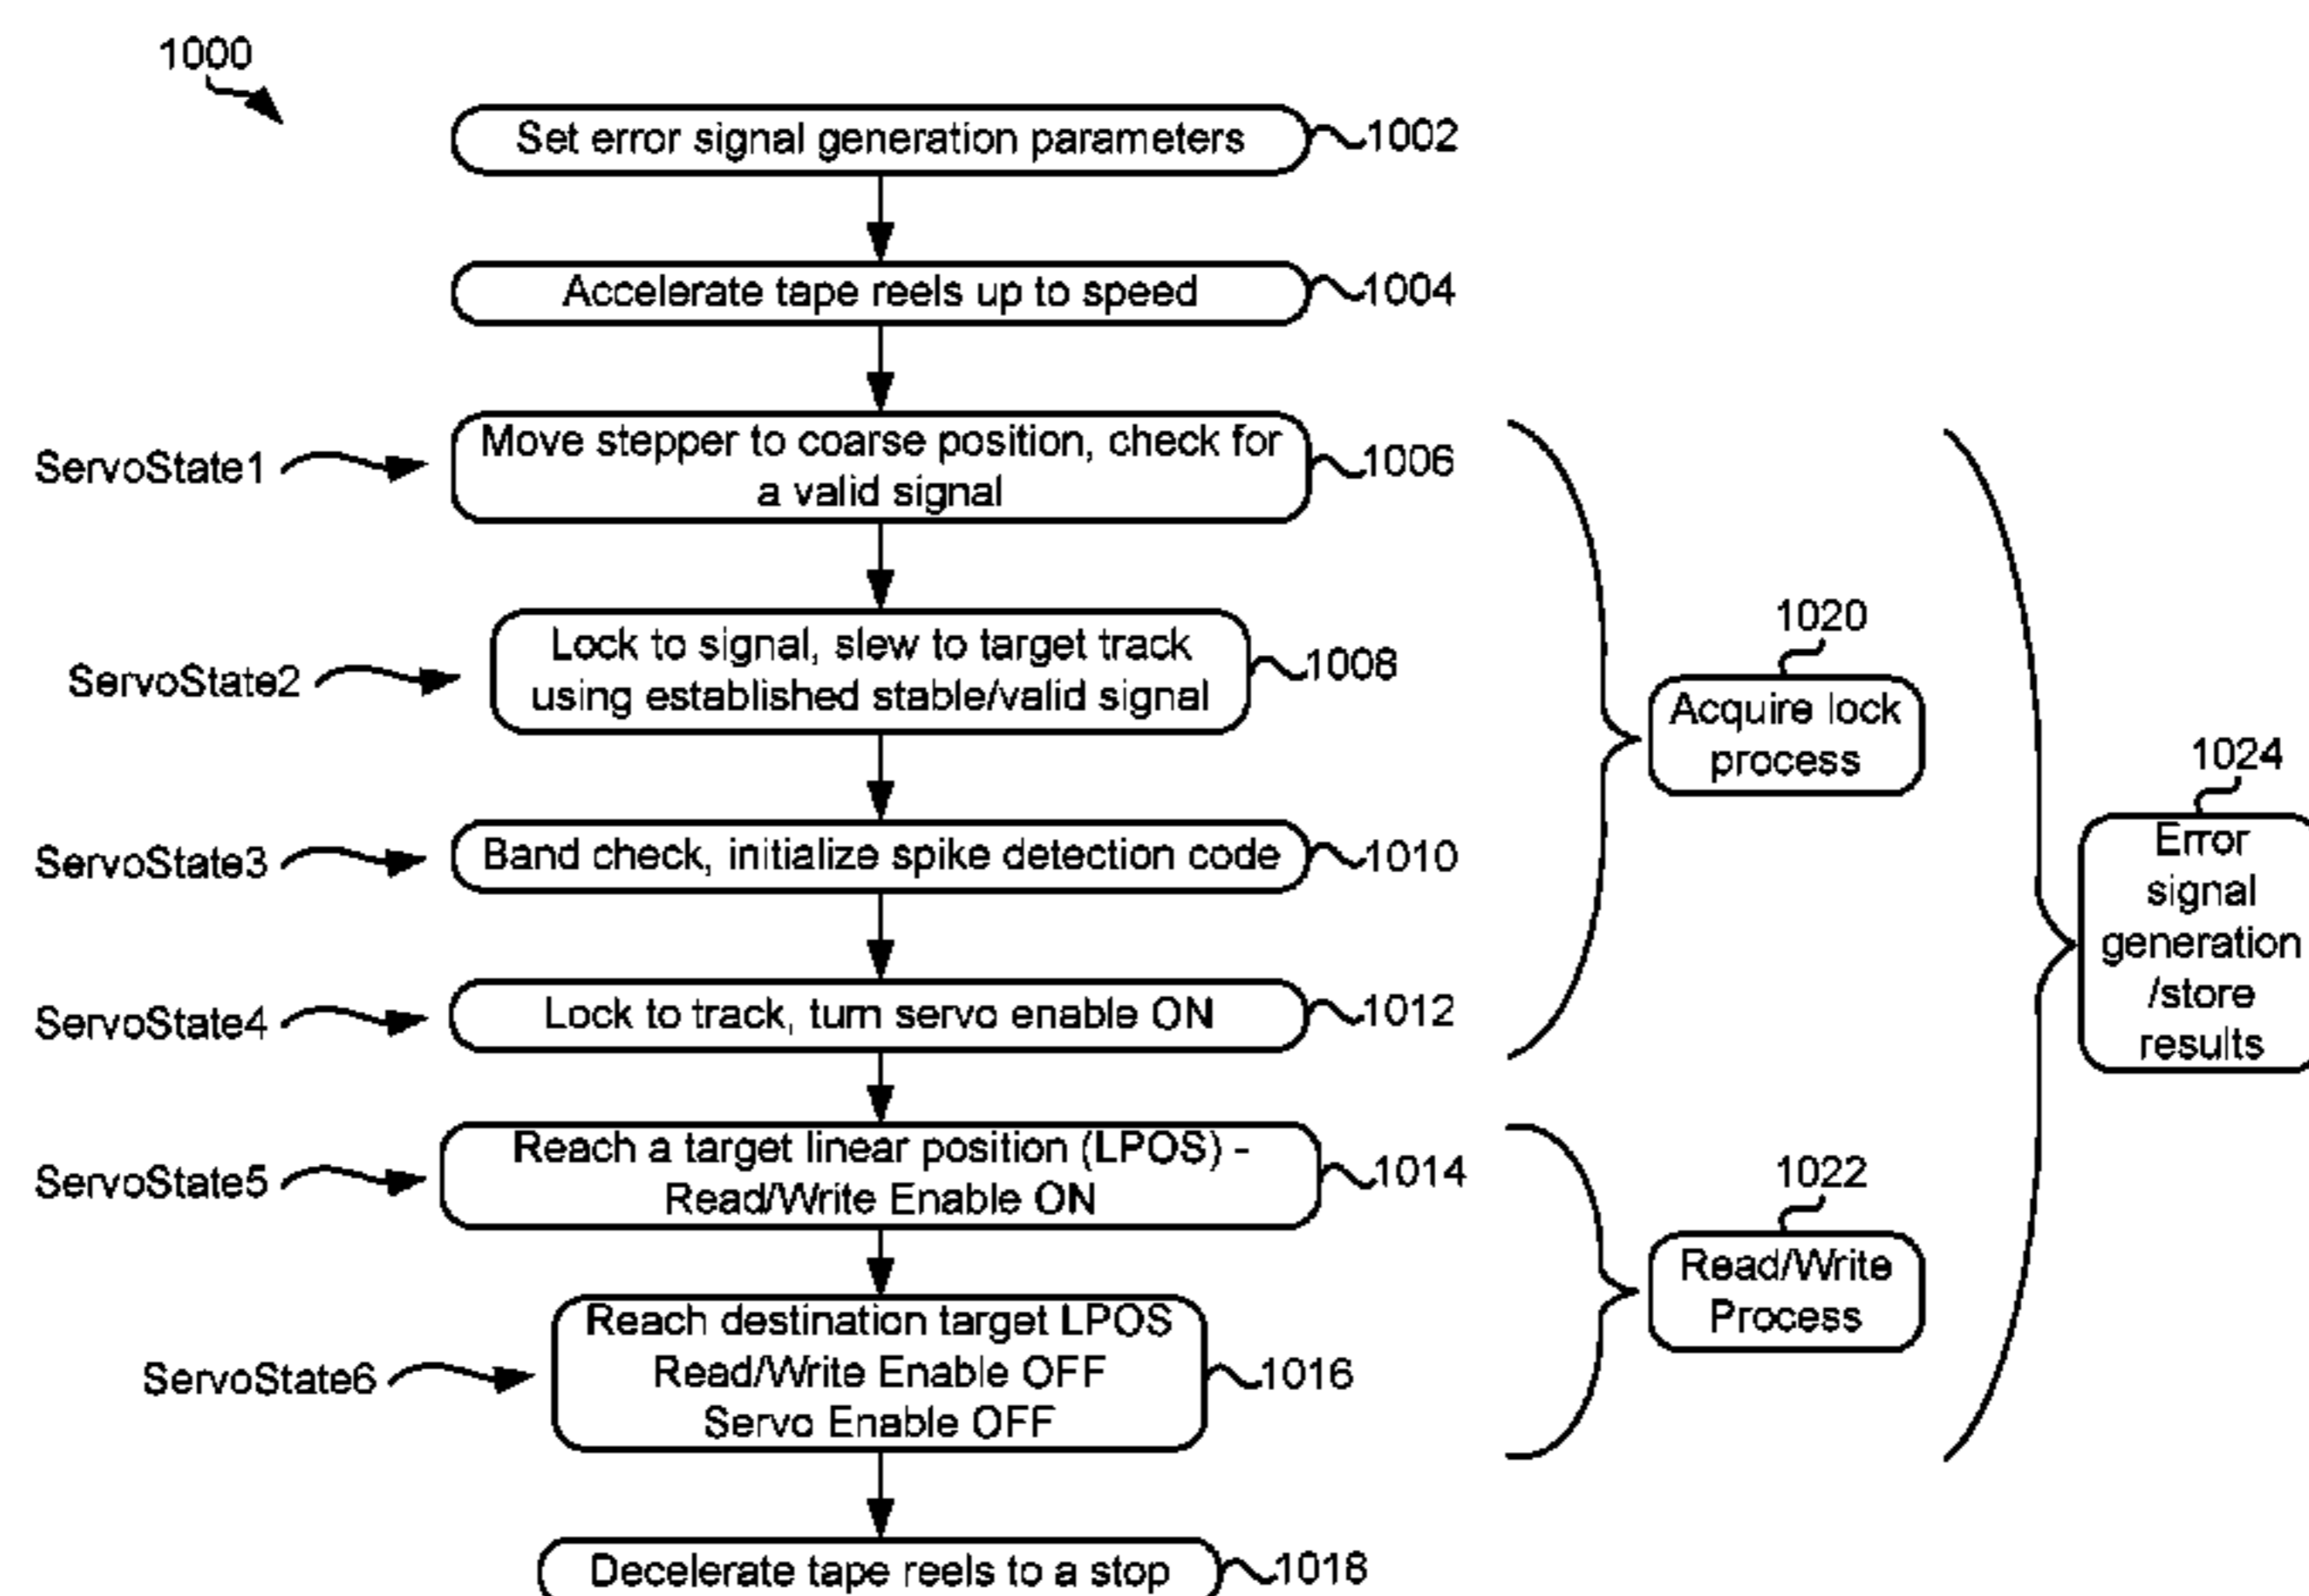 1000
Set error signal generation parameters
1002
Accelerate tape reels up to speed
1004
ServoState1
Move stepper to coarse position, check for
a valid signal
1006
ServoState2
Lock to signal, slew to target track
using established stable/valid signal
1008
ServoState3
Band check, initialize spike detection code
1010
ServoState4
Lock to track, turn servo enable ON
1012
ServoState5
Reach a target linear position (LPOS) -
Read/Write Enable ON
1014
ServoState6
Reach destination target LPOS
Read/Write Enable OFF
Servo Enable OFF
1016
Decelerate tape reels to a stop
1018
1020
Acquire lock
process
1022
Read/Write
Process
1024
Error
signal
generation
/store
results